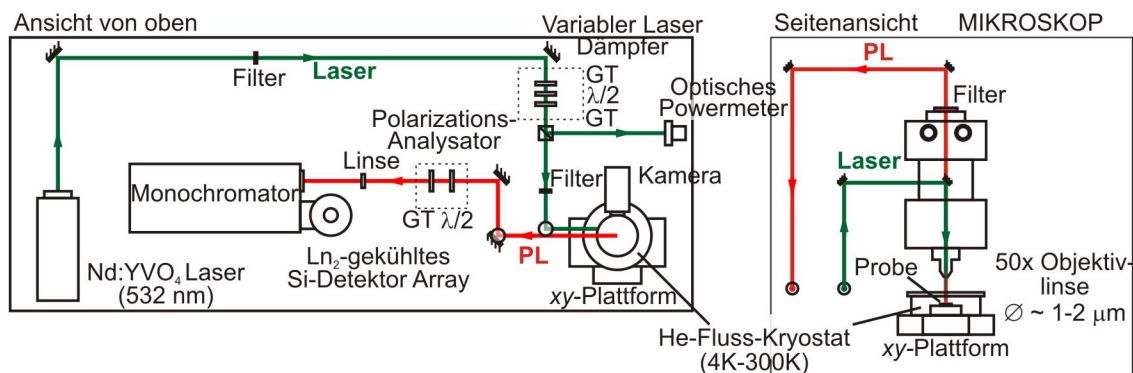 Ansicht von oben
Variabler Laser
Dämpfer
Filter
Laser
GT
λ/2
GT
Optisches
Powermeter
Polarizations-
Analysator
Linse
Monochromator
GT λ/2
Filter
Kamera
PL
Nd:YVO4 Laser
(532 nm)
Ln2-gekühltes
Si-Detektor Array
xy-Plattform
He-Fluss-Kryostat
(4K-300K)
Seitenansicht
MIKROSKOP
PL
Filter
Laser
Probe
50x Objektiv-
linse
∅ ~ 1-2 μm
xy-Plattform